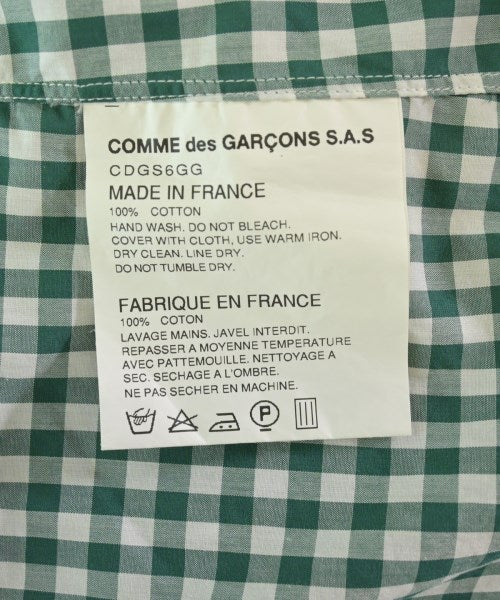 COMME des GARÇONS S.A.S
CDGS6GG
MADE IN FRANCE
100% COTTON
HAND WASH. DO NOT BLEACH.
COVER WITH CLOTH, USE WARM IRON.
DRY CLEAN. LINE DRY.
DO NOT TUMBLE DRY.
FABRIQUE EN FRANCE
100% COTON
LAVAGE MAINS. JAVEL INTERDIT.
REPASSER A MOYENNE TEMPERATURE
AVEC PATTEMOUILLE. NETTOYAGE A
SEC. SECHAGE A L'OMBRE.
NE PAS SECHER EN MACHINE.
P